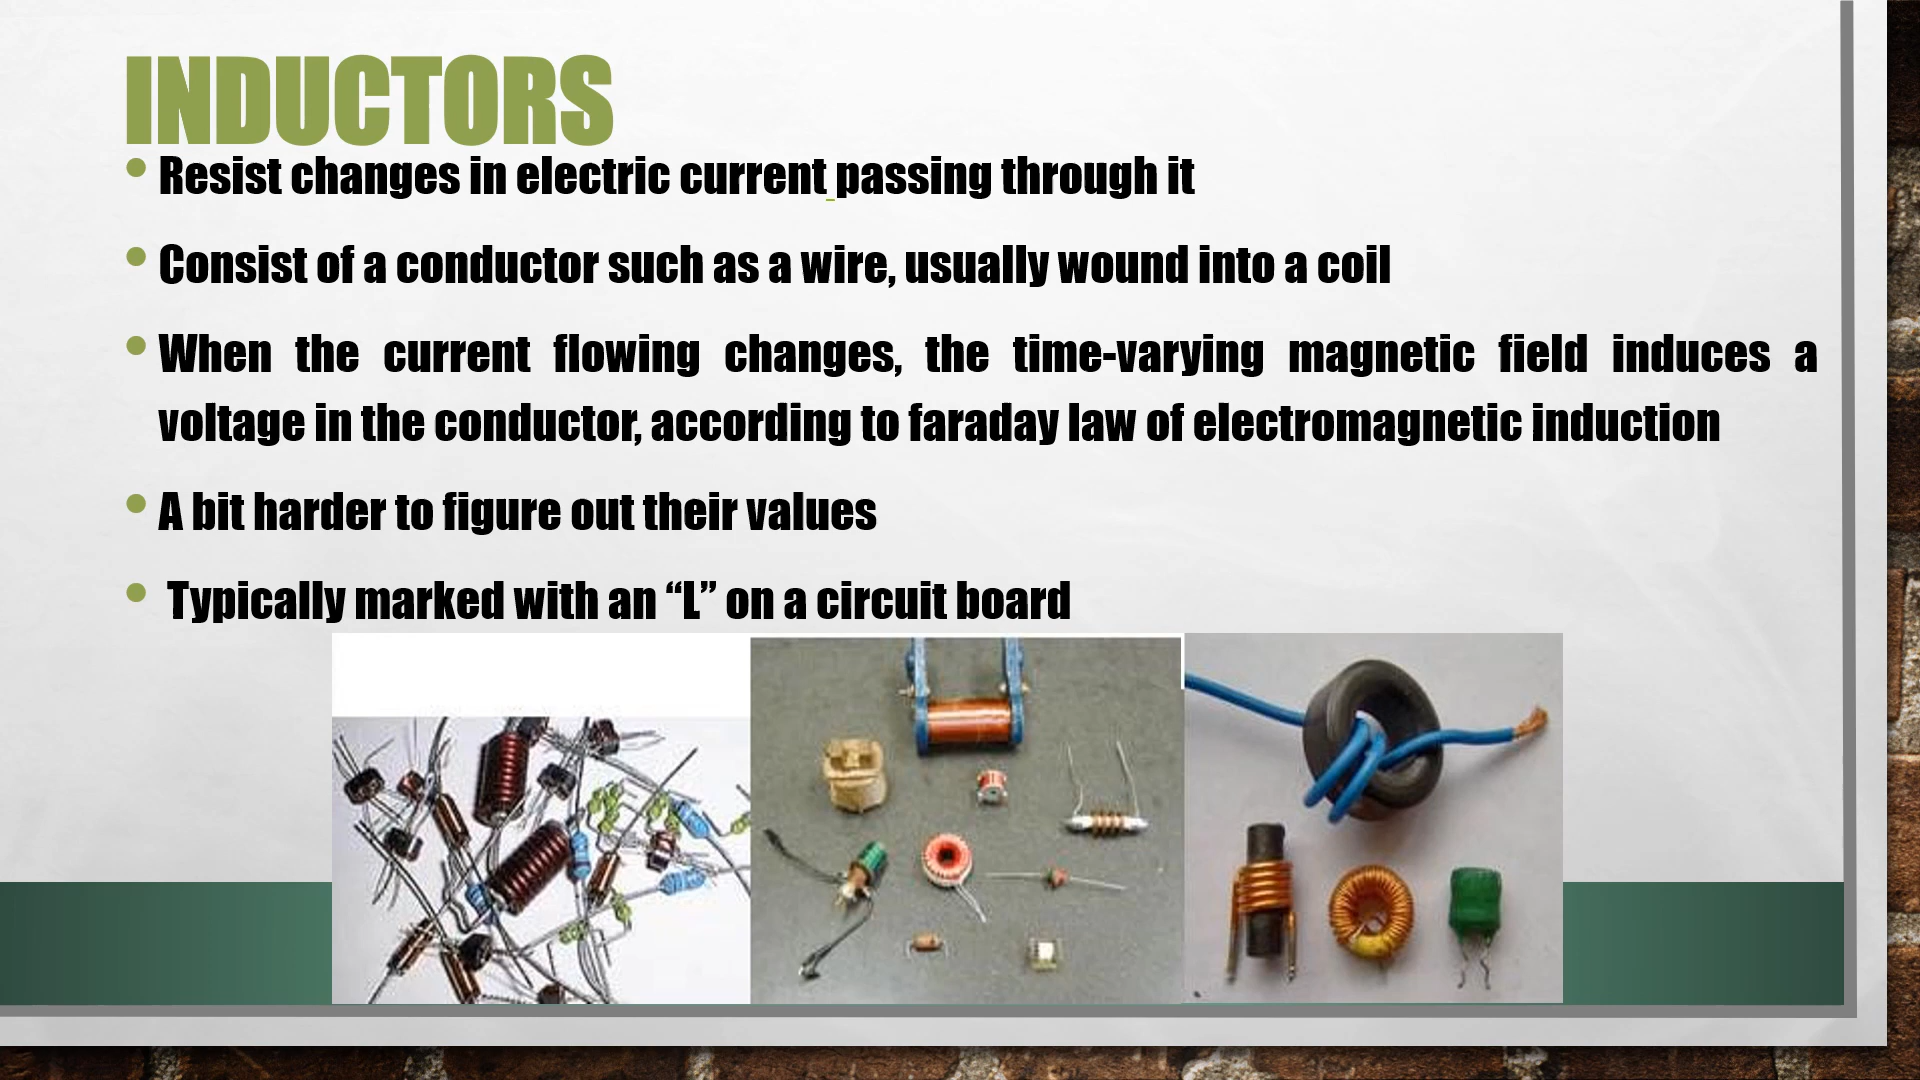 INDUCTORS
• Resist changes in electric current passing through it
• Consist of a conductor such as a wire, usually wound into a coil
• When the current flowing changes, the time-varying magnetic field induces a
voltage in the conductor, according to faraday law of electromagnetic induction
• A bit harder to figure out their values
• Typically marked with an “L” on a circuit board